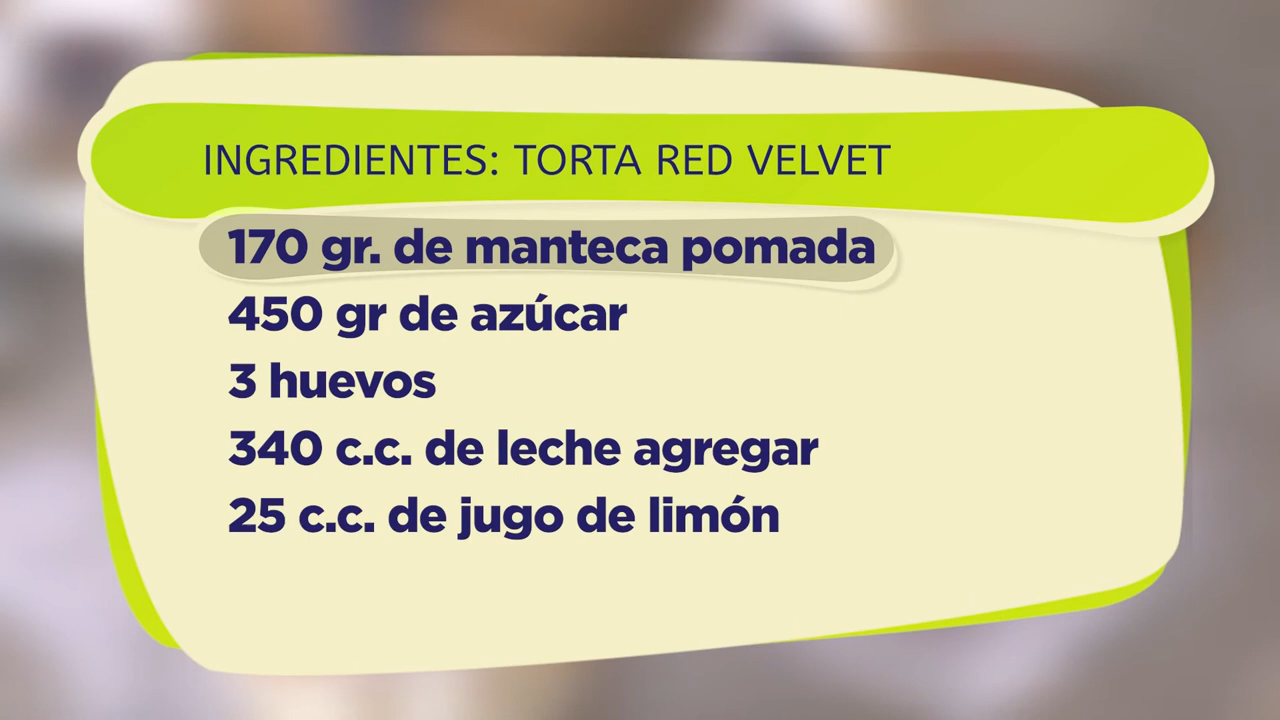 INGREDIENTES: TORTA RED VELVET
170 gr. de manteca pomada
450 gr de azúcar
3 huevos
340 c.c. de leche agregar
25 c.c. de jugo de limón